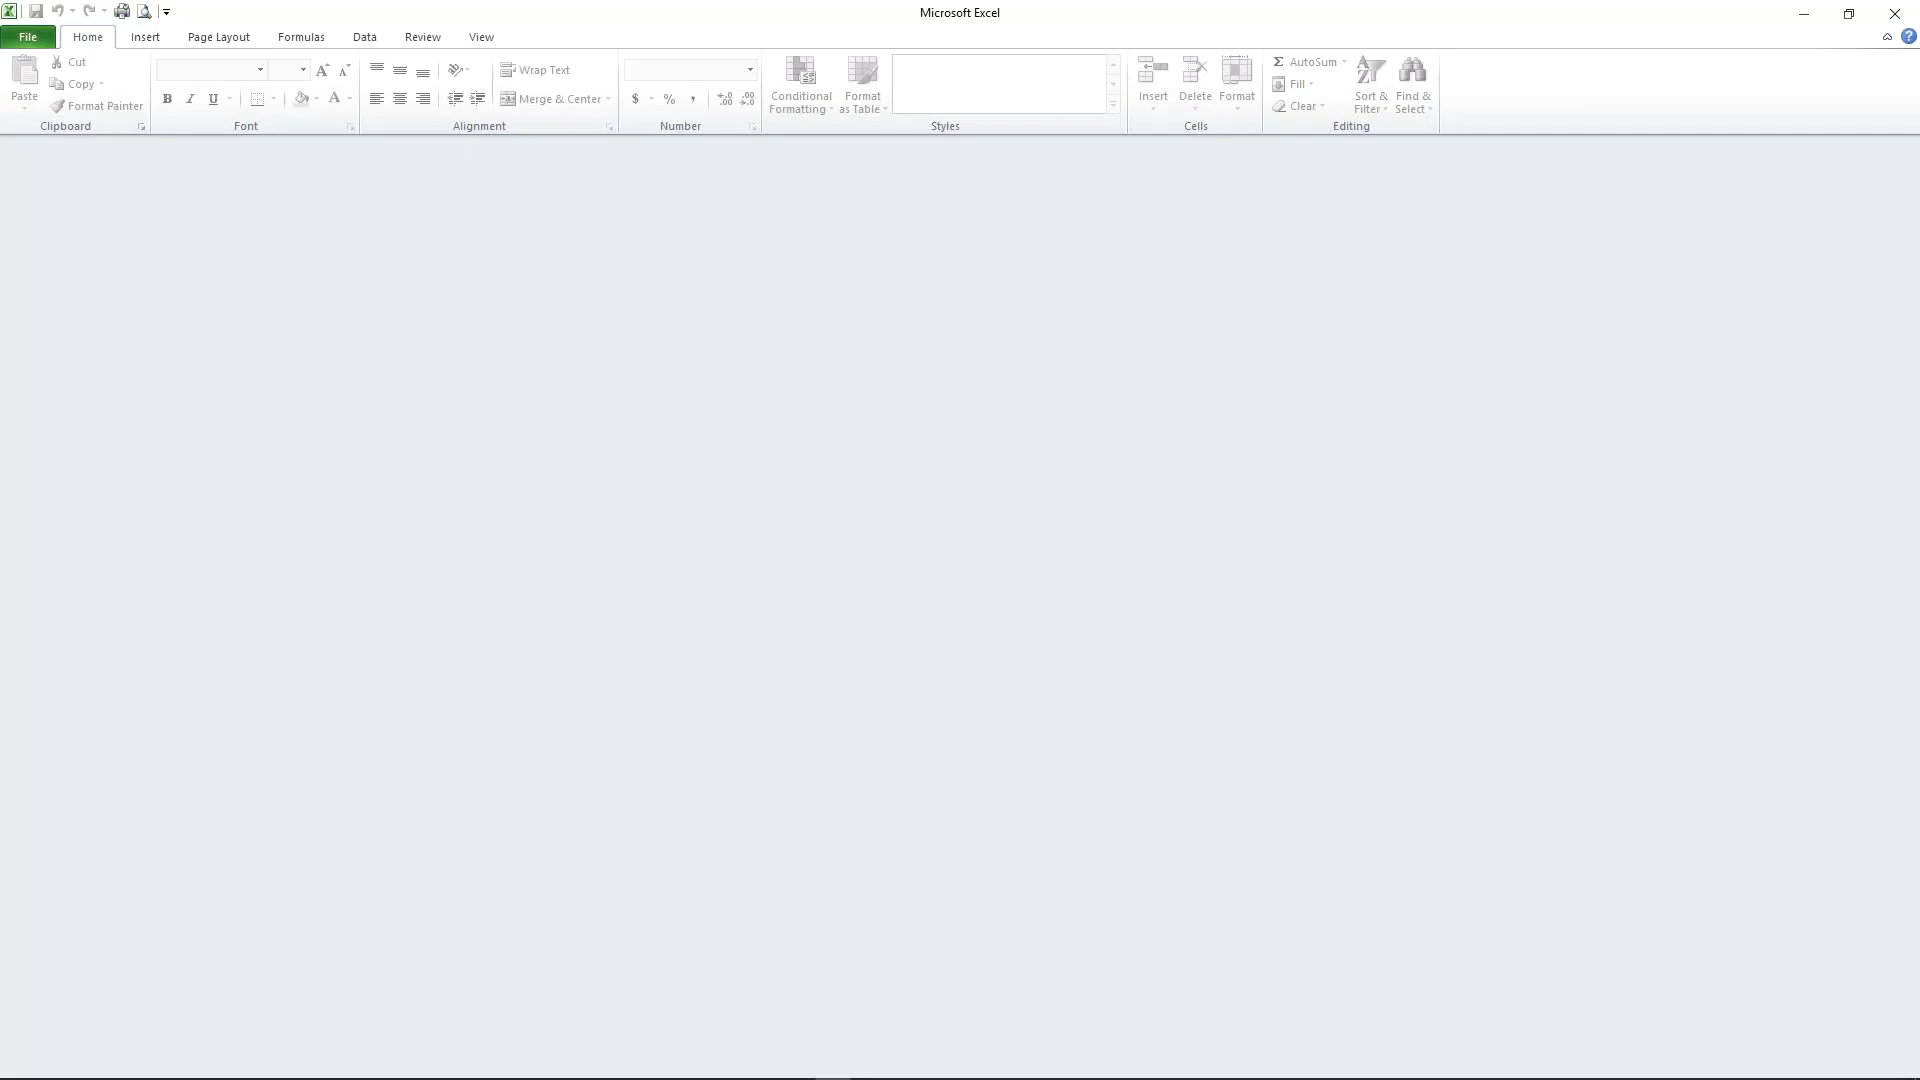 Microsoft Excel
File Home Insert Page Layout Formulas Data Review View
Paste
Cut
Copy
Format Painter
Clipboard
B I U A
Font
Wrap Text
Merge & Center
Alignment
$ % ,
Number
Conditional
Formatting
Format
as Table
Styles
Insert
Delete
Format
Cells
Σ AutoSum
Fill
Clear
Sort &
Filter
Find &
Select
Editing